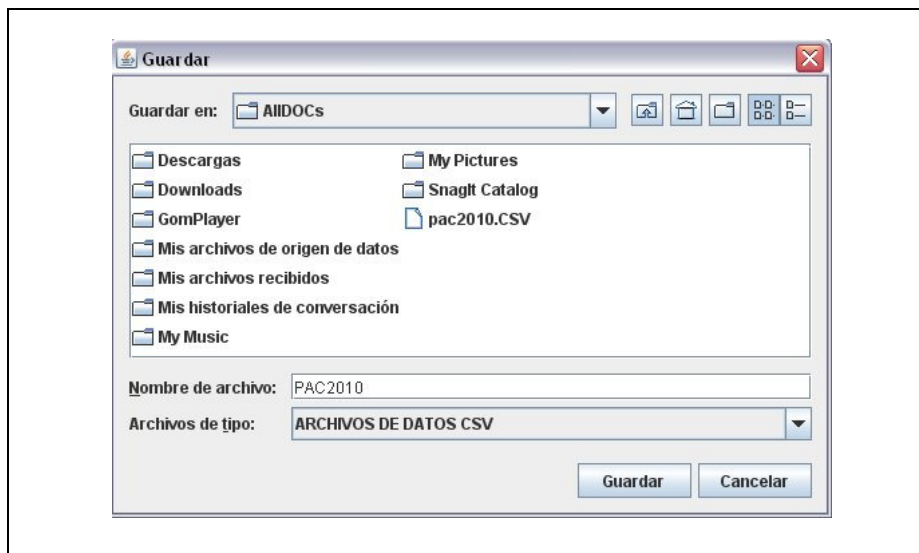 Guardar
Guardar en: AllDOCs
Descargas
Downloads
GomPlayer
Mis archivos de origen de datos
Mis archivos recibidos
Mis historiales de conversación
My Music
My Pictures
SnagIt Catalog
pac2010.CSV
Nombre de archivo: PAC2010
Archivos de tipo: ARCHIVOS DE DATOS CSV
Guardar Cancelar